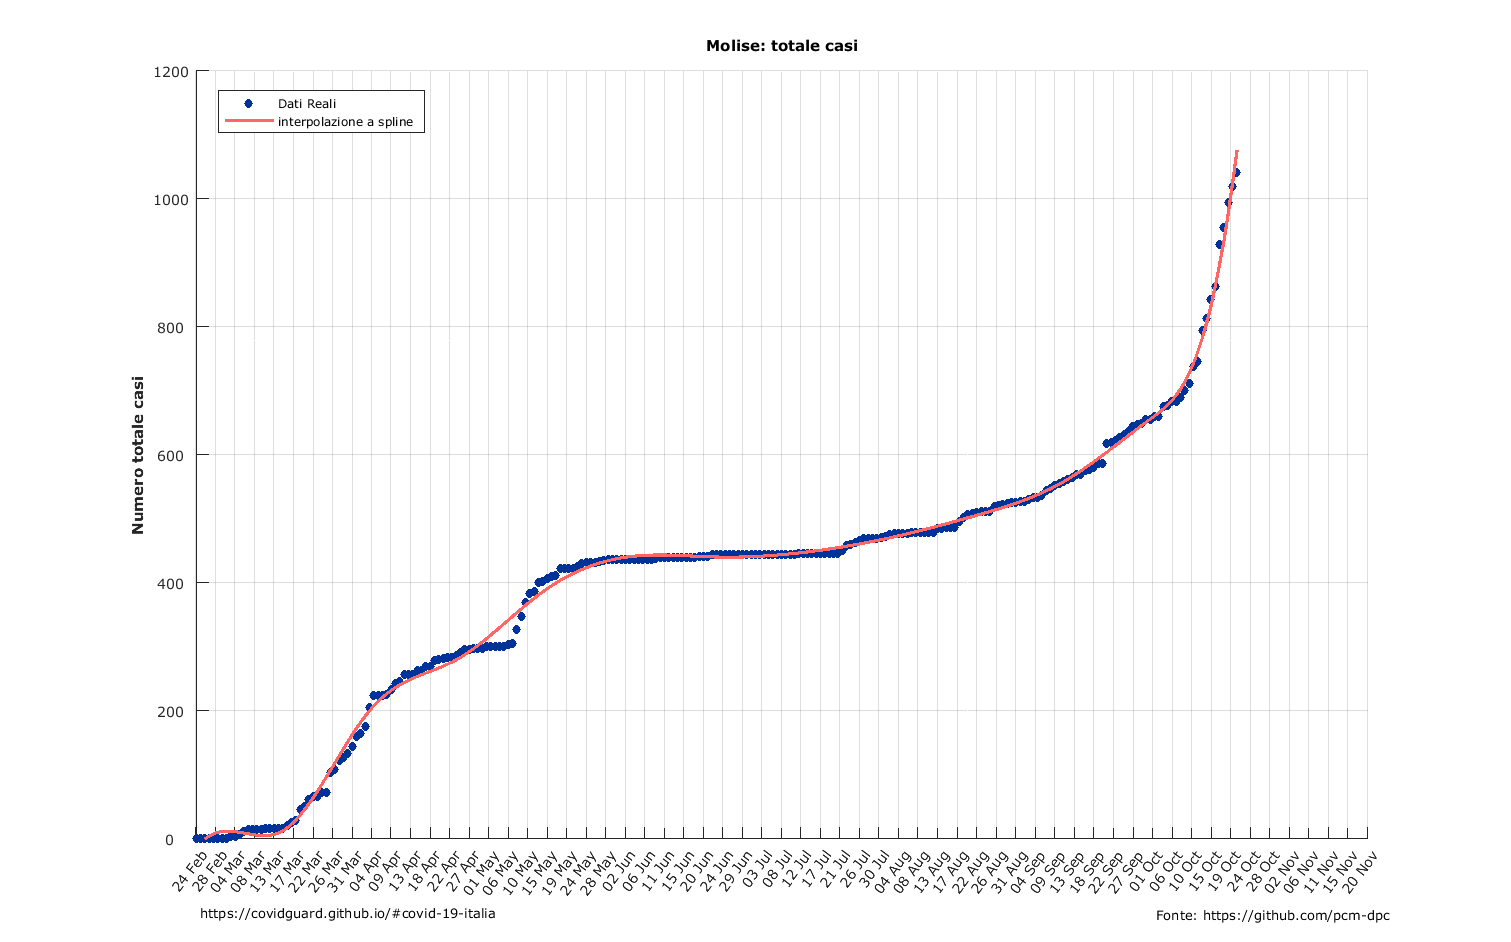 Molise: totale casi
1200
1000
800
600
400
200
0
Numero totale casi
Dati Reali
interpolazione a spline
24 Feb
28 Feb
04 Mar
08 Mar
13 Mar
17 Mar
22 Mar
26 Mar
31 Mar
04 Apr
09 Apr
13 Apr
18 Apr
22 Apr
27 Apr
01 May
06 May
10 May
15 May
19 May
24 May
28 May
02 Jun
06 Jun
11 Jun
15 Jun
20 Jun
24 Jun
29 Jun
03 Jul
08 Jul
12 Jul
17 Jul
21 Jul
26 Jul
30 Jul
04 Aug
08 Aug
13 Aug
17 Aug
22 Aug
26 Aug
31 Aug
04 Sep
09 Sep
13 Sep
18 Sep
22 Sep
27 Sep
01 Oct
06 Oct
10 Oct
15 Oct
19 Oct
24 Oct
28 Oct
02 Nov
06 Nov
11 Nov
15 Nov
20 Nov
https://covidguard.github.io/#covid-19-italia
Fonte: https://github.com/pcm-dpc